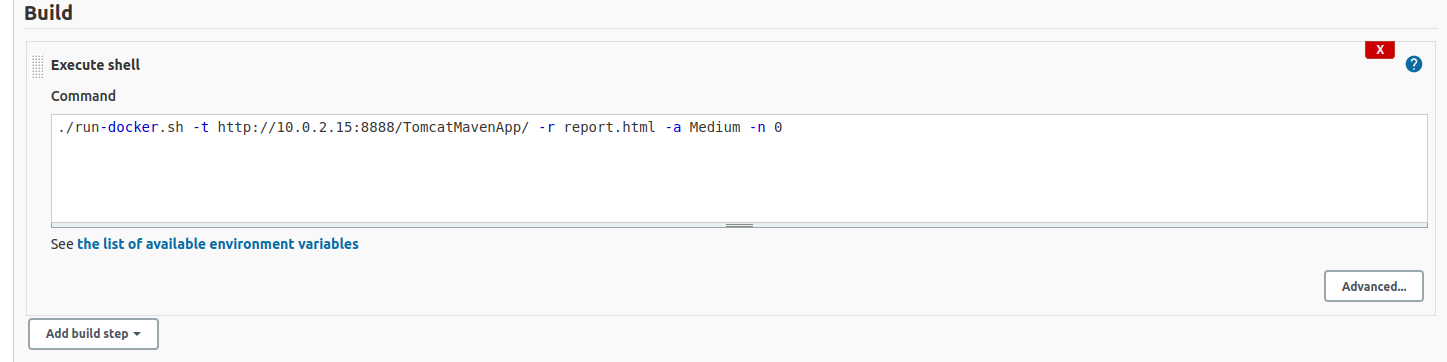 Build
X
Execute shell
?
Command
./run-docker.sh -t http://10.0.2.15:8888/TomcatMavenApp/ -r report.html -a Medium -n 0
See the list of available environment variables
Advanced...
Add build step